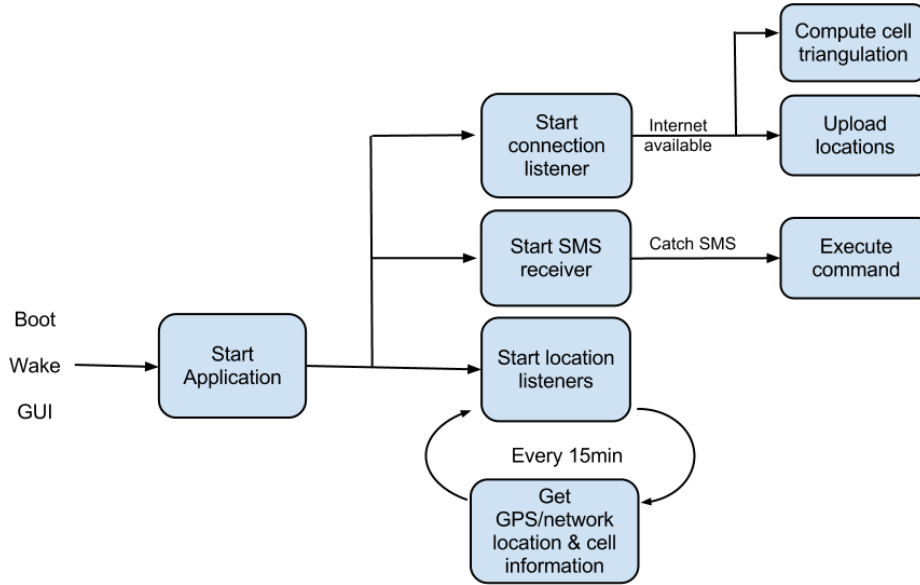 Compute cell
triangulation
Start
connection
listener
Internet
available
Upload
locations
Start SMS
receiver
Catch SMS
Execute
command
Boot
Wake
GUI
Start
Application
Start location
listeners
Every 15min
Get
GPS/network
location & cell
information